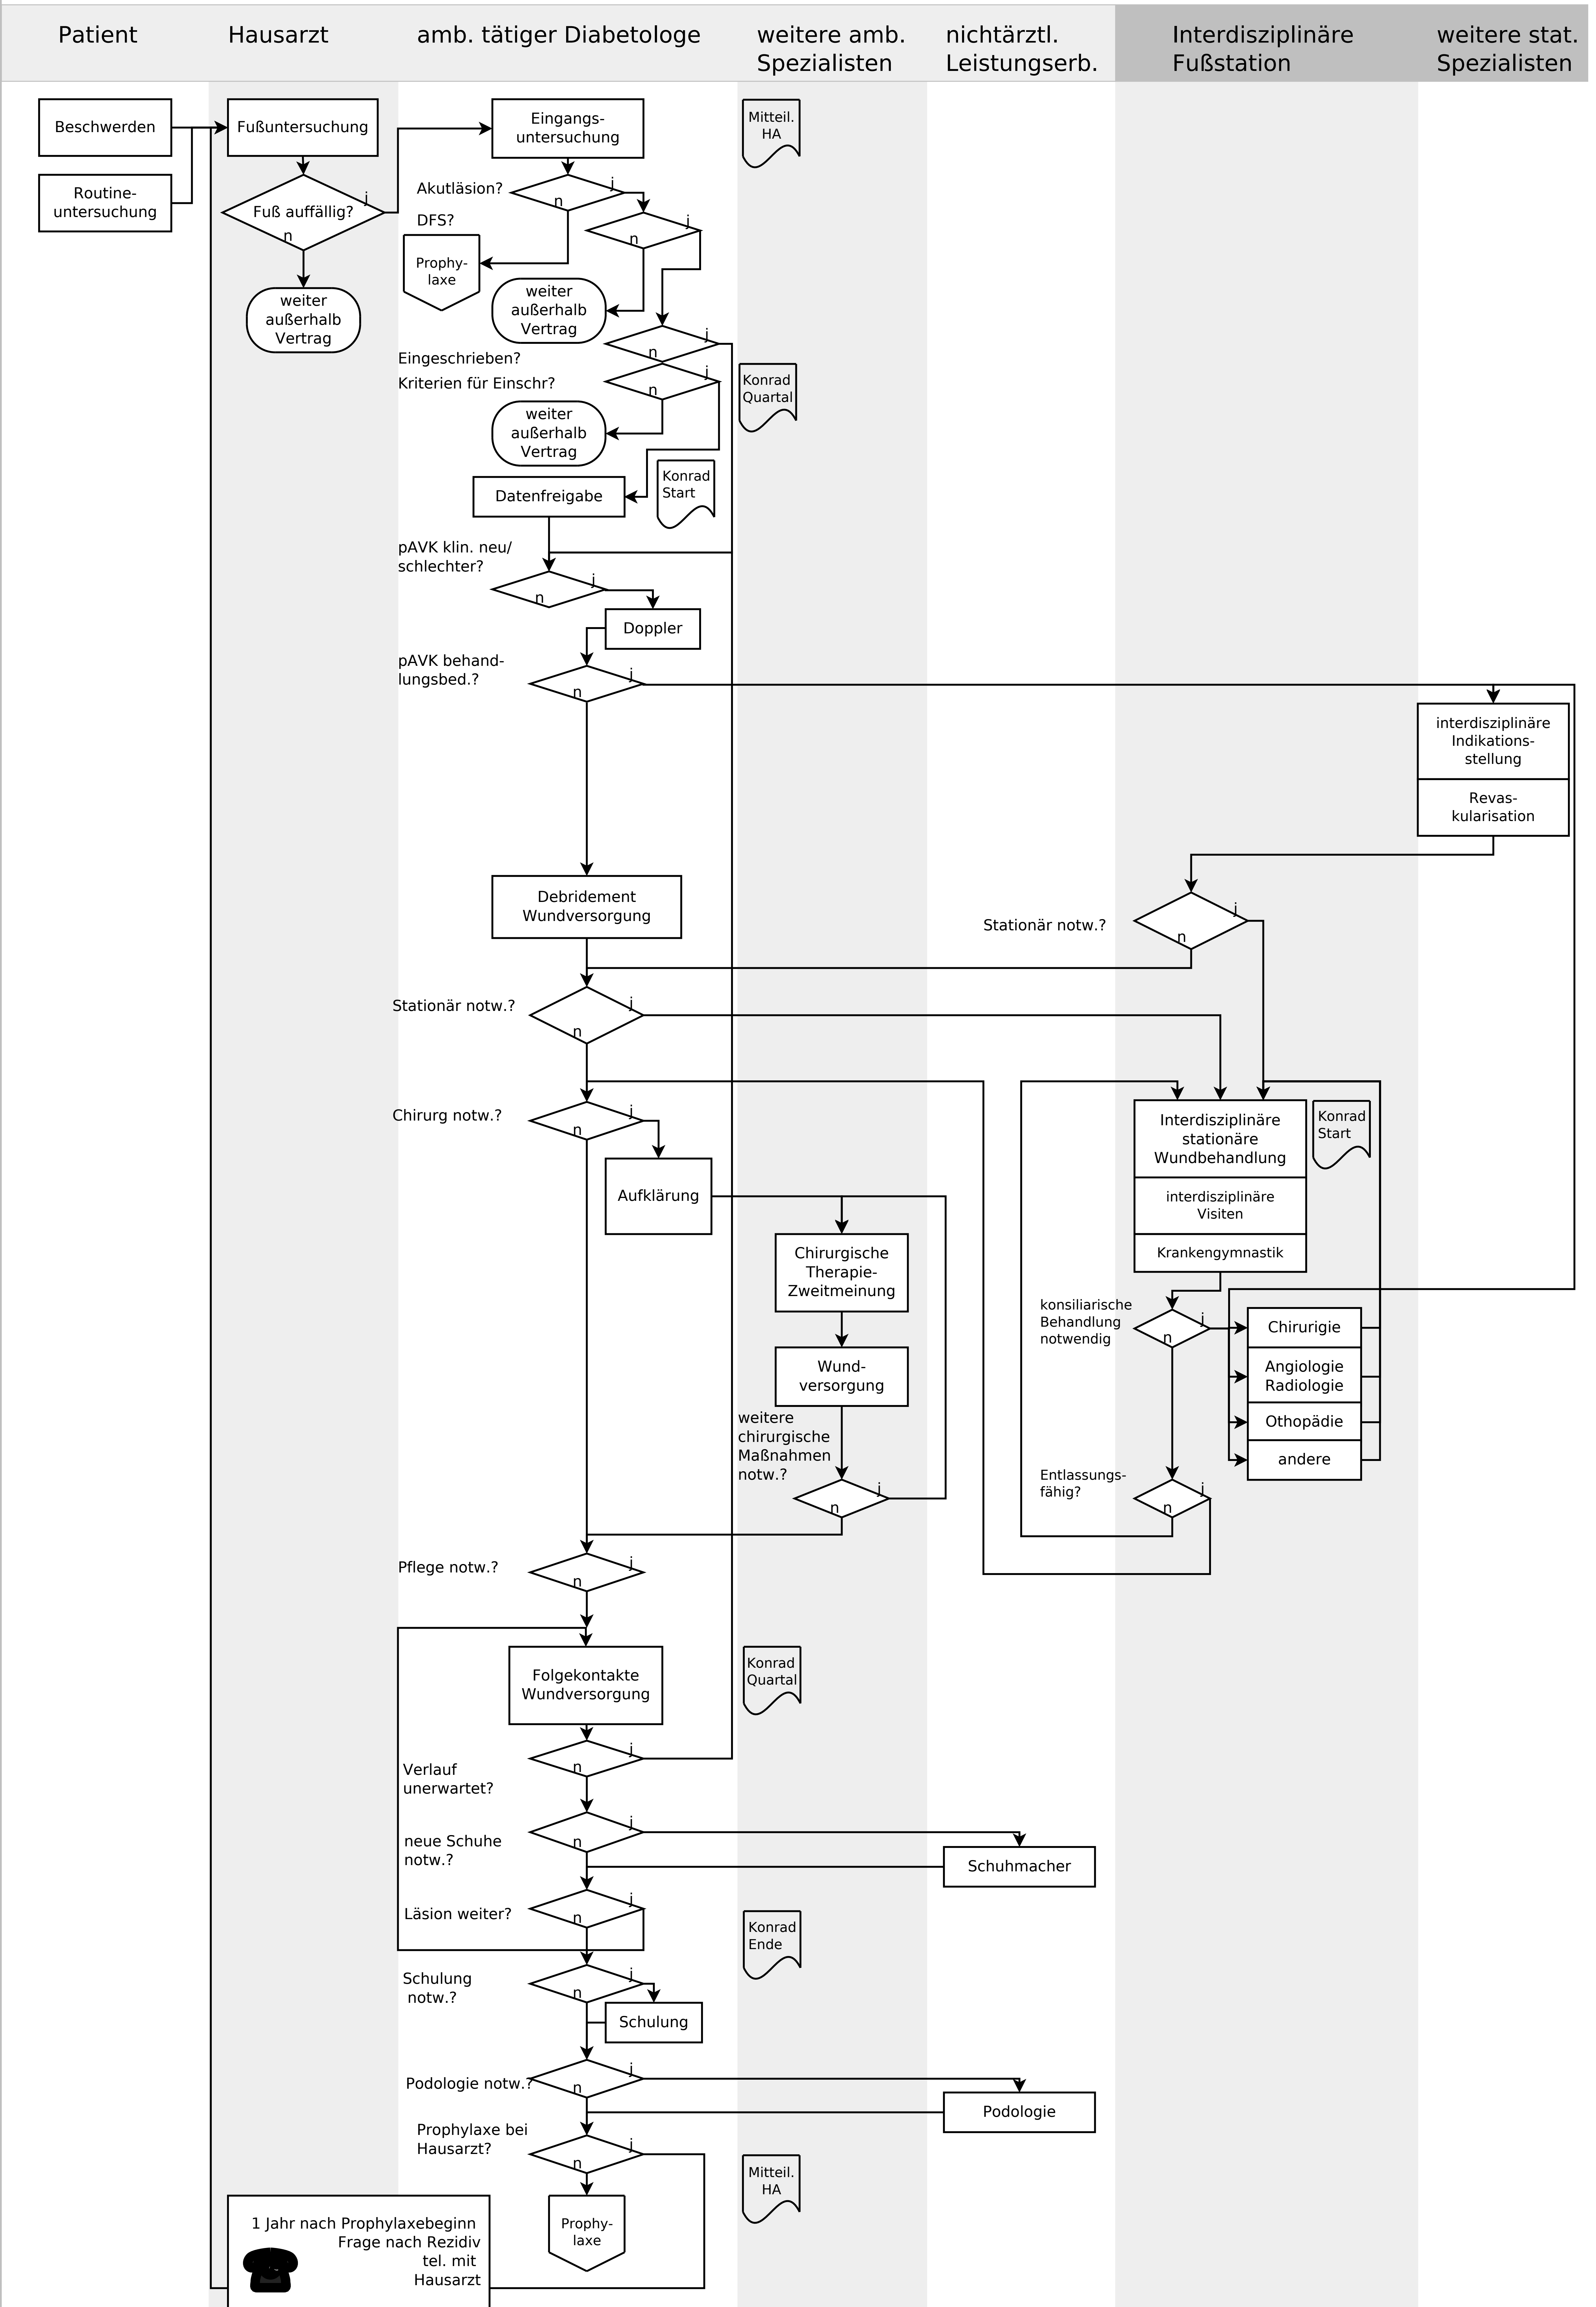 Patient
Hausarzt
amb. tätiger Diabetologe
weitere amb.
Spezialisten
nichtärztl.
Leistungserb.
Interdisziplinäre
Fußstation
weitere stat.
Spezialisten
Beschwerden
Routine-
untersuchung
Fußuntersuchung
Fuß auffällig?
j
n
weiter
außerhalb
Vertrag
Eingangs-
untersuchung
Mitteil.
HA
Akutläsion?
j
n
DFS?
j
n
Prophy-
laxe
weiter
außerhalb
Vertrag
Eingeschrieben?
j
n
Kriterien für Einschr?
j
n
Konrad
Quartal
weiter
außerhalb
Vertrag
Datenfreigabe
Konrad
Start
pAVK klin. neu/
schlechter?
j
n
Doppler
pAVK behand-
lungsbed.?
j
n
interdisziplinäre
Indikations-
stellung
Revas-
kularisation
Debridement
Wundversorgung
Stationär notw.?
j
n
Stationär notw.?
j
n
Chirurg notw.?
j
n
Aufklärung
Interdisziplinäre
stationäre
Wundbehandlung
interdisziplinäre
Visiten
Krankengymnastik
Konrad
Start
Chirurgische
Therapie-
Zweitmeinung
Wund-
versorgung
weitere
chirurgische
Maßnahmen
notw.?
j
n
konsiliarische
Behandlung
notwendig
j
n
Chirurigie
Angiologie
Radiologie
Othopädie
andere
Entlassungs-
fähig?
j
n
Pflege notw.?
j
n
Folgekontakte
Wundversorgung
Konrad
Quartal
Verlauf
unerwartet?
j
n
neue Schuhe
notw.?
j
n
Schuhmacher
Läsion weiter?
j
n
Konrad
Ende
Schulung
notw.?
j
n
Schulung
Podologie notw.?
j
n
Podologie
Prophylaxe bei
Hausarzt?
j
n
Mitteil.
HA
Prophy-
laxe
1 Jahr nach Prophylaxebeginn
Frage nach Rezidiv
tel. mit
Hausarzt